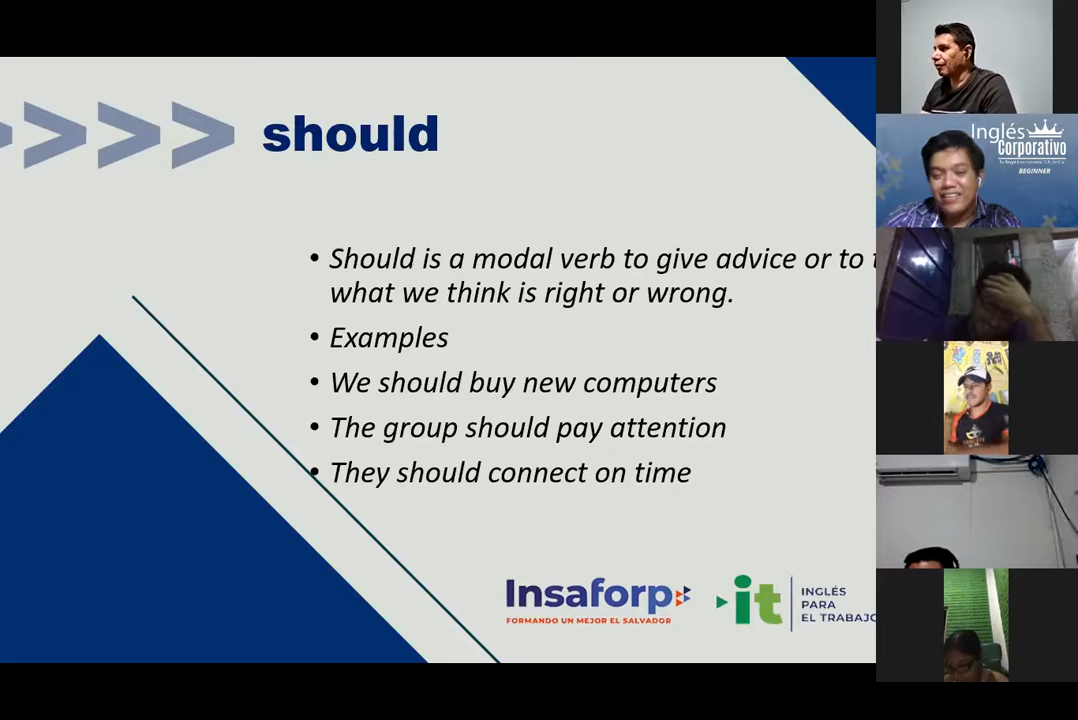 should
• Should is a modal verb to give advice or to
what we think is right or wrong.
• Examples
• We should buy new computers
• The group should pay attention
• They should connect on time
Insaforp
FORMANDO UN MEJOR EL SALVADOR
it
INGLÉS
PARA
EL TRABAJO
Inglés
Corporativo
BEGINNER